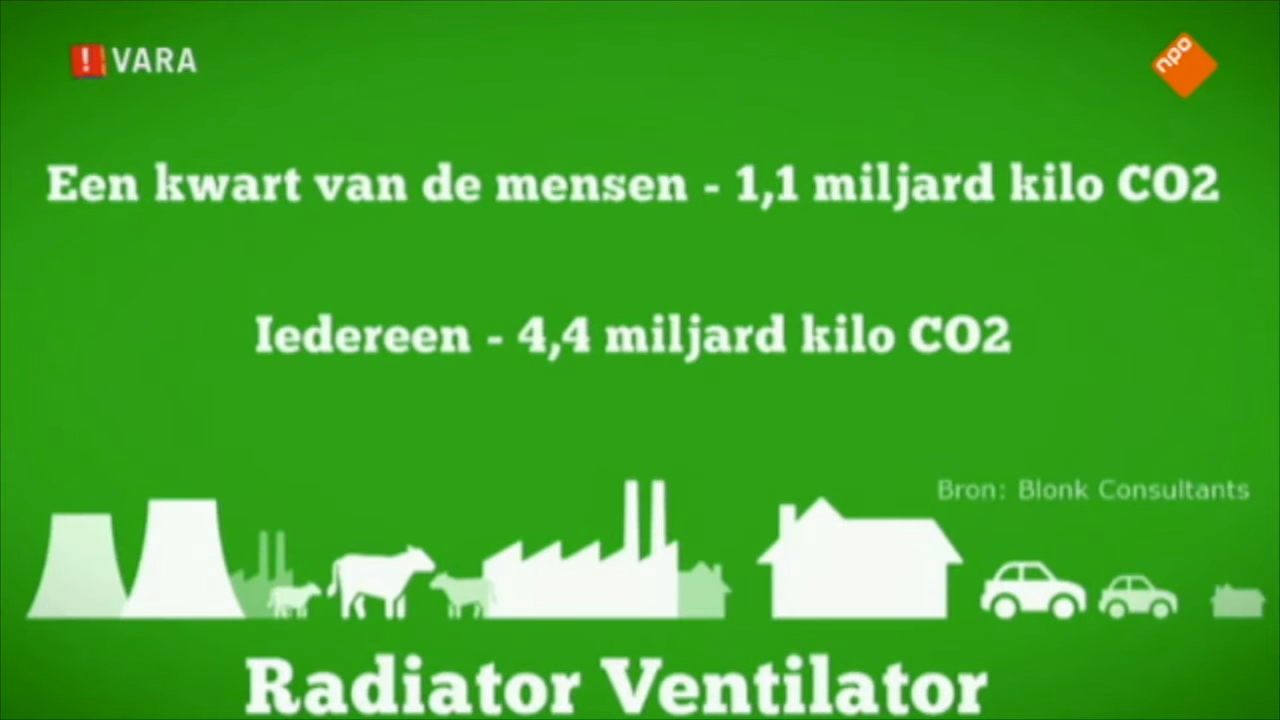 ! VARA
npo
Een kwart van de mensen - 1,1 miljard kilo CO2
Iedereen - 4,4 miljard kilo CO2
Bron: Blonk Consultants
Radiator Ventilator